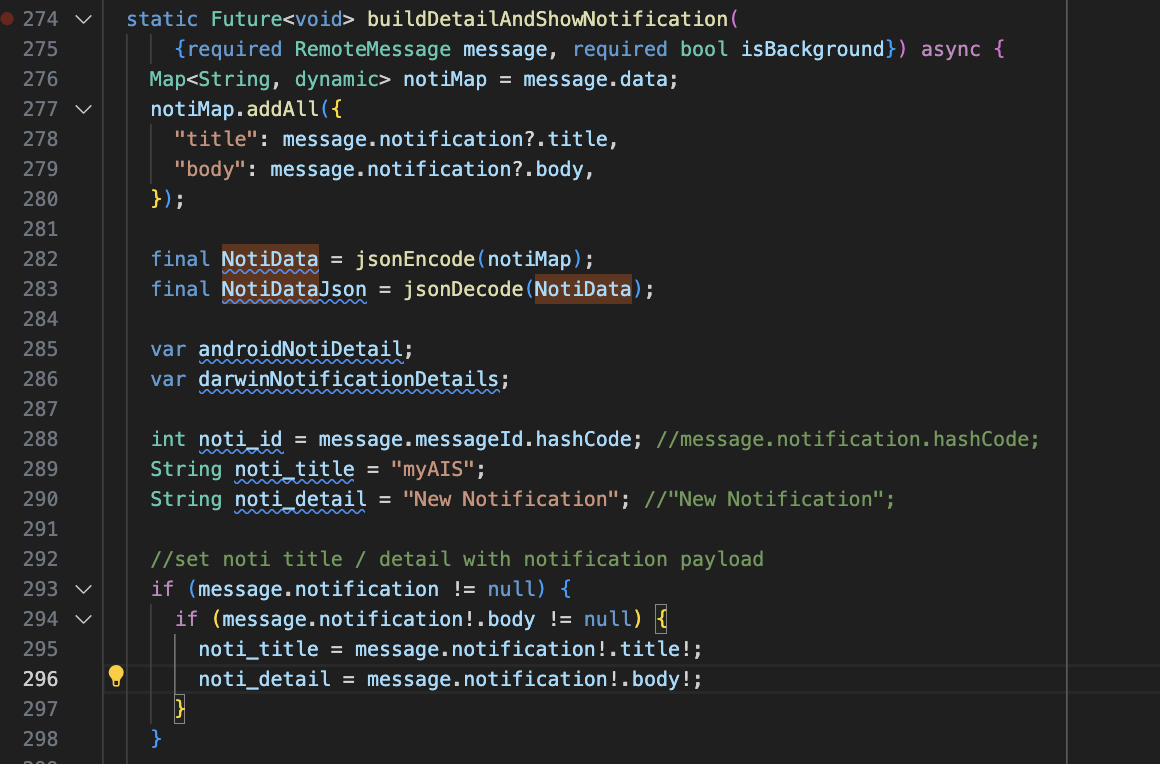 274 static Future<void> buildDetailAndShowNotification(
275 {required RemoteMessage message, required bool isBackground}) async {
276 Map<String, dynamic> notiMap = message.data;
277 notiMap.addAll({
278 "title": message.notification?.title,
279 "body": message.notification?.body,
280 });
281
282 final NotiData = jsonEncode(notiMap);
283 final NotiDataJson = jsonDecode(NotiData);
284
285 var androidNotiDetail;
286 var darwinNotificationDetails;
287
288 int noti_id = message.messageId.hashCode; //message.notification.hashCode;
289 String noti_title = "myAIS";
290 String noti_detail = "New Notification"; //"New Notification";
291
292 //set noti title / detail with notification payload
293 if (message.notification != null) {
294 if (message.notification!.body != null) {
295 noti_title = message.notification!.title!;
296 noti_detail = message.notification!.body!;
297 }
298 }